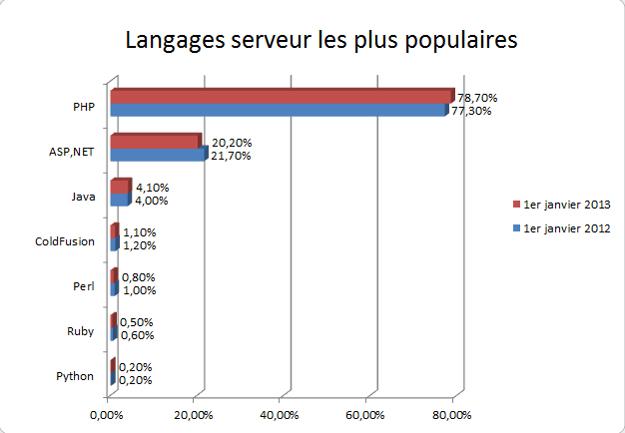 Langages serveur les plus populaires
PHP
78,70%
77,30%
ASP,NET
20,20%
21,70%
Java
4,10%
4,00%
ColdFusion
1,10%
1,20%
Perl
0,80%
1,00%
Ruby
0,50%
0,60%
Python
0,20%
0,20%
0,00% 20,00% 40,00% 60,00% 80,00%
1er janvier 2013
1er janvier 2012